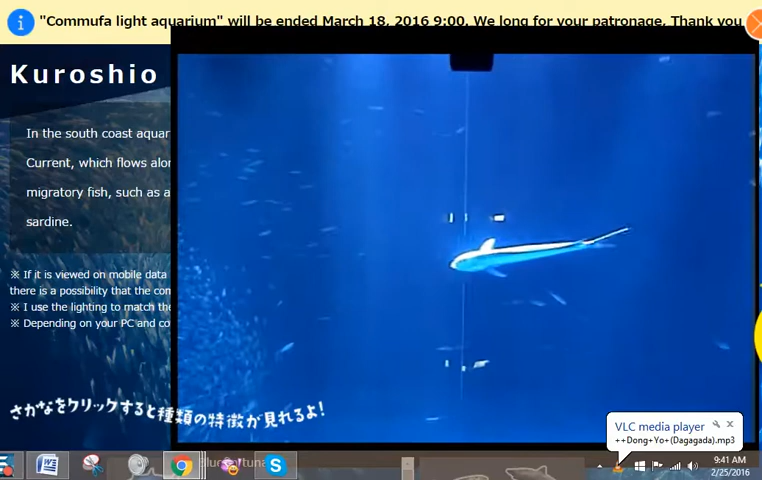 "Commufa light aquarium" will be ended March 18, 2016 9:00. We long for your patronage, Thank you
Kuroshio
In the south coast aquar
Current, which flows alon
migratory fish, such as a
sardine.
※ If it is viewed on mobile data
there is a possibility that the con
※ I use the lighting to match the
※ Depending on your PC and co
さかなをクリックすると種類の特徴が見れるよ!
VLC media player
++Dong+Yo+(Dagagada).mp3
9:41 AM
2/25/2016